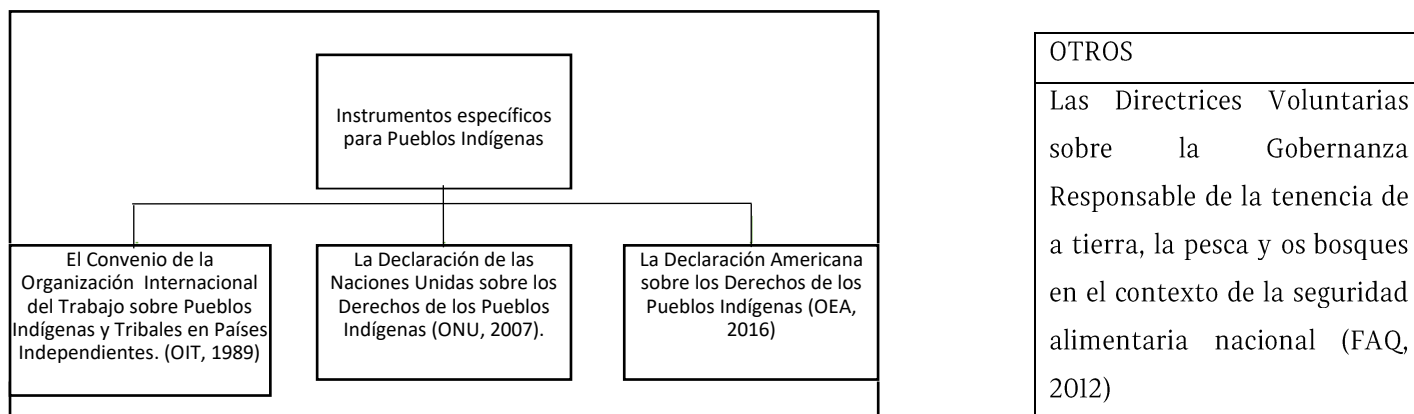 Instrumentos específicos
para Pueblos Indígenas
El Convenio de la
Organización Internacional
del Trabajo sobre Pueblos
Indígenas y Tribales en Países
Independientes. (OIT, 1989)
La Declaración de las
Naciones Unidas sobre los
Derechos de los Pueblos
Indígenas (ONU, 2007).
La Declaración Americana
sobre los Derechos de los
Pueblos Indígenas (OEA,
2016)
OTROS
Las Directrices Voluntarias
sobre la Gobernanza
Responsable de la tenencia de
a tierra, la pesca y os bosques
en el contexto de la seguridad
alimentaria nacional (FAQ,
2012)